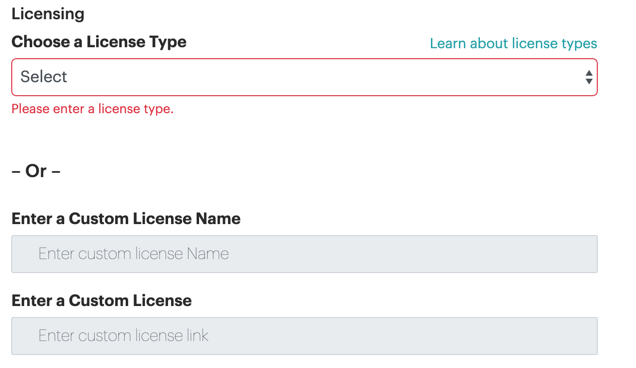 Licensing
Choose a License Type
Learn about license types
Select
Please enter a license type.
– Or –
Enter a Custom License Name
Enter custom license Name
Enter a Custom License
Enter custom license link